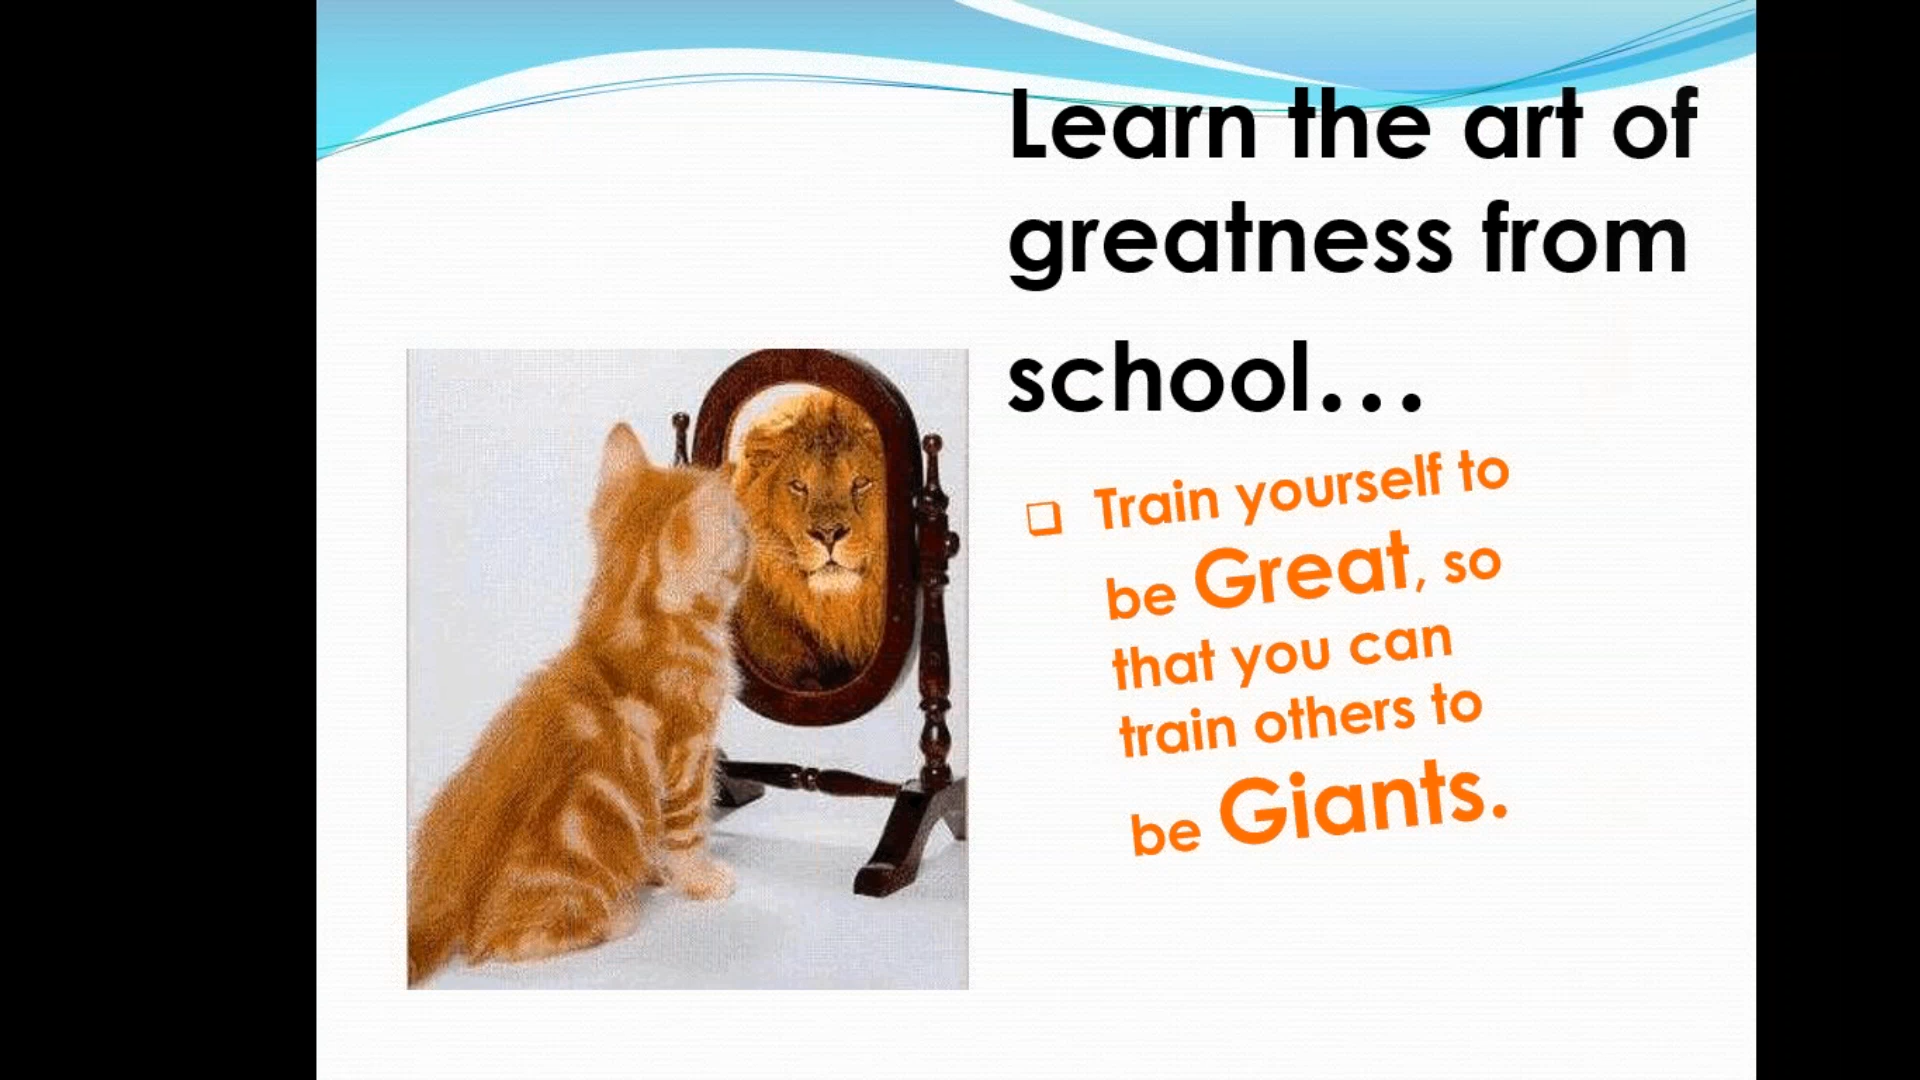 Learn the art of
greatness from
school…
❑ Train yourself to
be Great, so
that you can
train others to
be Giants.